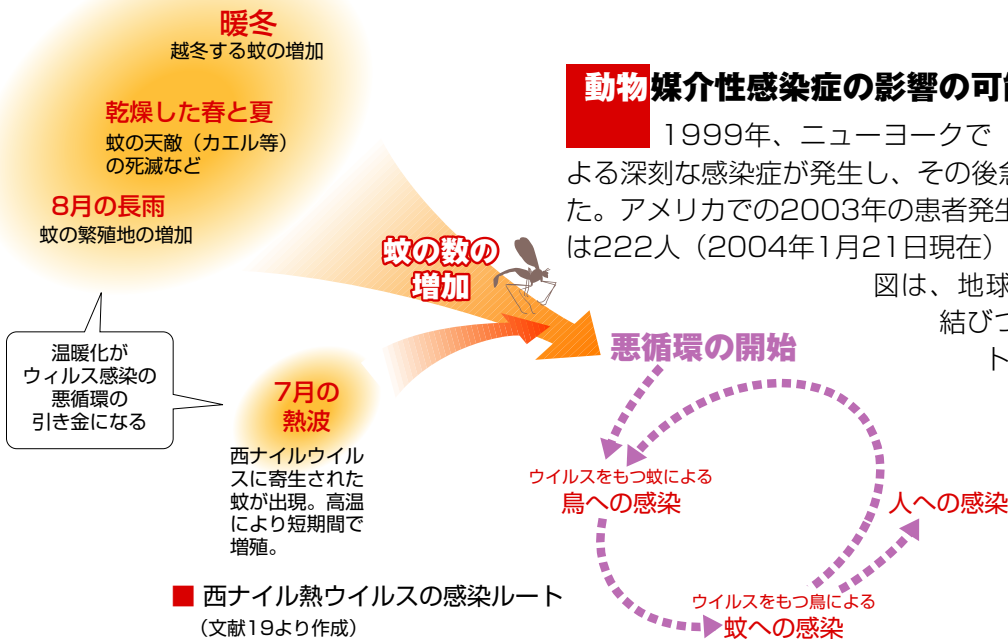 暖冬
越冬する蚊の増加
乾燥した春と夏
蚊の天敵（カエル等）
の死滅など
8月の長雨
蚊の繁殖地の増加
蚊の数の
増加
温暖化が
ウィルス感染の
悪循環の
引き金になる
7月の
熱波
西ナイルウイル
スに寄生された
蚊が出現。高温
により短期間で
増殖。
動物媒介性感染症の影響の可
1999年、ニューヨークで
よる深刻な感染症が発生し、その後
た。アメリカでの2003年の患者発生
は222人（2004年1月21日現在）
図は、地球
結びつ
ト
悪循環の開始
ウイルスをもつ蚊による
鳥への感染
人への感染
ウイルスをもつ鳥による
蚊への感染
■ 西ナイル熱ウイルスの感染ルート
（文献19より作成）